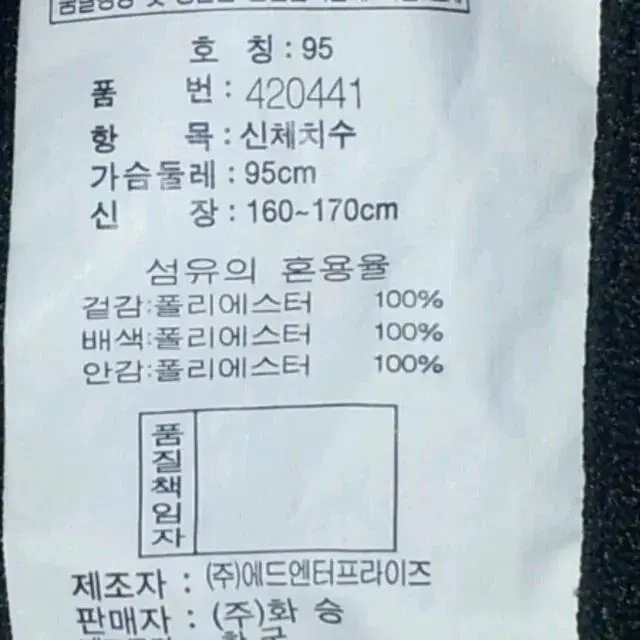 호 칭 : 95
품 번 : 420441
항 목 : 신체치수
가슴둘레 : 95cm
신 장 : 160~170cm
섬유의 혼용율
겉감:폴리에스터 100%
배색:폴리에스터 100%
안감:폴리에스터 100%
품질책임자
제조자 : (주)에드엔터프라이즈
판매자 : (주)화 승